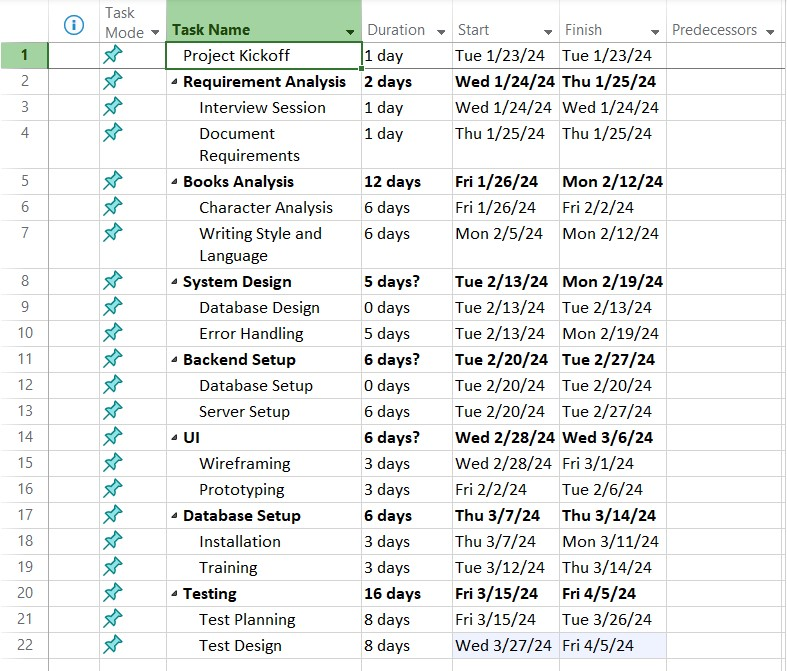 Task
Mode Task Name Duration Start Finish Predecessors
1 Project Kickoff 1 day Tue 1/23/24 Tue 1/23/24
2 Requirement Analysis 2 days Wed 1/24/24 Thu 1/25/24
3 Interview Session 1 day Wed 1/24/24 Wed 1/24/24
4 Document 1 day Thu 1/25/24 Thu 1/25/24
Requirements
5 Books Analysis 12 days Fri 1/26/24 Mon 2/12/24
6 Character Analysis 6 days Fri 1/26/24 Fri 2/2/24
7 Writing Style and 6 days Mon 2/5/24 Mon 2/12/24
Language
8 System Design 5 days? Tue 2/13/24 Mon 2/19/24
9 Database Design 0 days Tue 2/13/24 Tue 2/13/24
10 Error Handling 5 days Tue 2/13/24 Mon 2/19/24
11 Backend Setup 6 days? Tue 2/20/24 Tue 2/27/24
12 Database Setup 0 days Tue 2/20/24 Tue 2/20/24
13 Server Setup 6 days Tue 2/20/24 Tue 2/27/24
14 UI 6 days? Wed 2/28/24 Wed 3/6/24
15 Wireframing 3 days Wed 2/28/24 Fri 3/1/24
16 Prototyping 3 days Fri 2/2/24 Tue 2/6/24
17 Database Setup 6 days Thu 3/7/24 Thu 3/14/24
18 Installation 3 days Thu 3/7/24 Mon 3/11/24
19 Training 3 days Tue 3/12/24 Thu 3/14/24
20 Testing 16 days Fri 3/15/24 Fri 4/5/24
21 Test Planning 8 days Fri 3/15/24 Tue 3/26/24
22 Test Design 8 days Wed 3/27/24 Fri 4/5/24